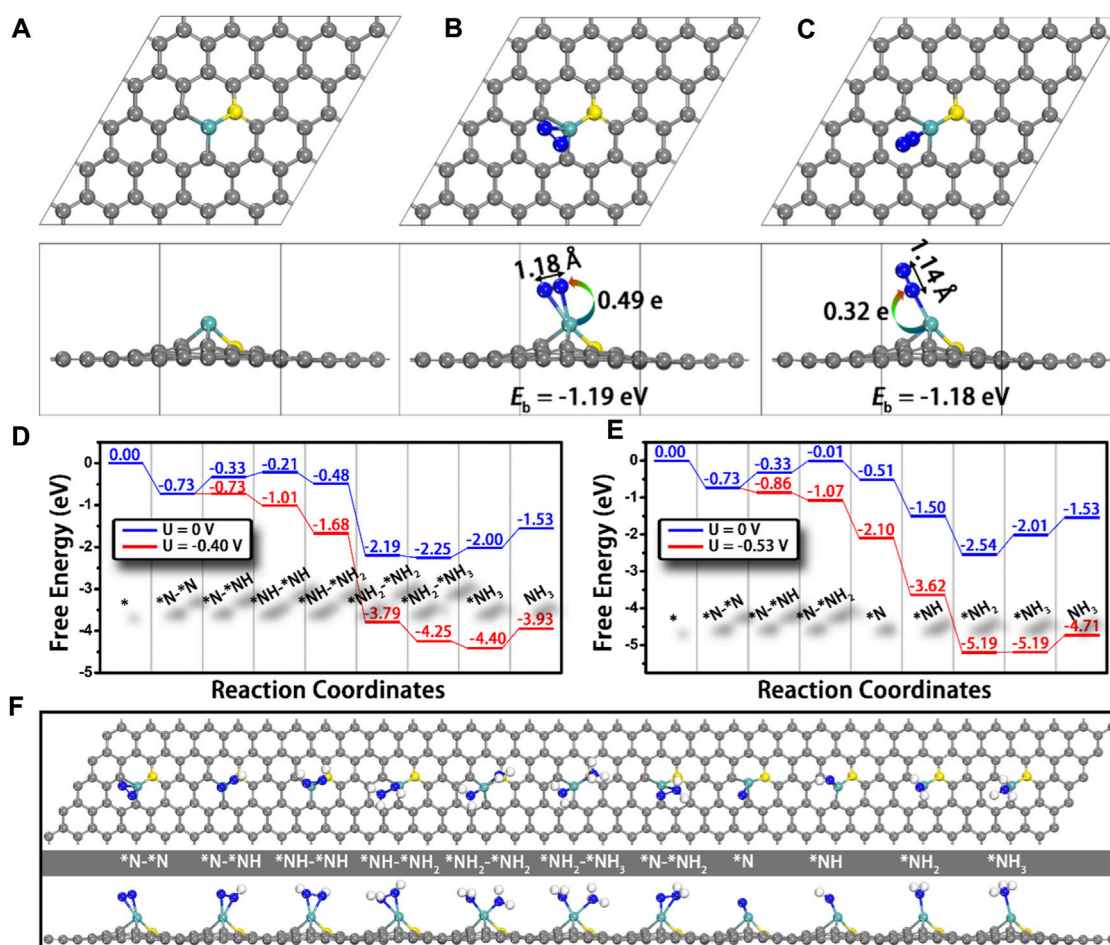 A
B
C
1.18 Å
0.49 e
E_b = -1.19 eV
1.14 Å
0.32 e
E_b = -1.18 eV
D
Free Energy (eV)
0
-1
-2
-3
-4
-5
0.00
-0.73
-0.33
-0.21
-0.48
-2.19
-2.25
-2.00
-1.53
-0.73
-1.01
-1.68
-3.79
-4.25
-4.40
-3.93
U = 0 V
U = -0.40 V
*
*N-*N
*N-*NH
*NH-*NH
*NH-*NH₂
*NH₂-*NH₂
*NH₂-*NH₃
*NH₃
NH₃
Reaction Coordinates
E
Free Energy (eV)
0
-1
-2
-3
-4
-5
0.00
-0.73
-0.33
-0.01
-0.51
-1.50
-2.54
-2.01
-1.53
-0.86
-1.07
-2.10
-3.62
-5.19
-5.19
-4.71
U = 0 V
U = -0.53 V
*
*N-*N
*N-*NH
*N-*NH₂
*N
*NH
*NH₂
*NH₃
NH₃
Reaction Coordinates
F
*N-*N *N-*NH *NH-*NH *NH-*NH₂ *NH₂-*NH₂ *NH₂-*NH₃ *N-*NH₂ *N *NH *NH₂ *NH₃